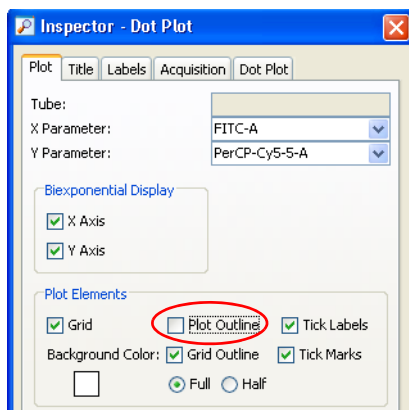 Inspector - Dot Plot
Plot Title Labels Acquisition Dot Plot
Tube:
X Parameter: FITC-A
Y Parameter: PerCP-Cy5-5-A
Biexponential Display
X Axis
Y Axis
Plot Elements
Grid Plot Outline Tick Labels
Background Color: Grid Outline Tick Marks
Full Half